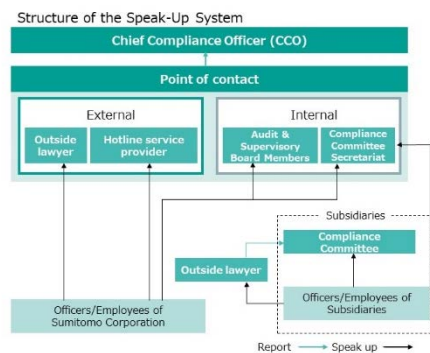 Structure of the Speak-Up System
Chief Compliance Officer (CCO)
Point of contact
External
Outside
lawyer
Hotline service
provider
Internal
Audit &
Supervisory
Board Members
Compliance
Committee
Secretariat
Subsidiaries
Compliance
Committee
Outside lawyer
Officers/Employees of
Subsidiaries
Officers/Employees of
Sumitomo Corporation
Report
Speak up